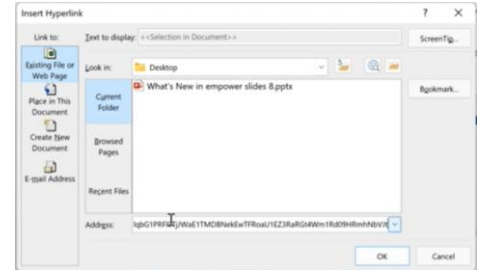 Insert Hyperlink
? ×
Link to:
Text to display: <<Selection in Document>>
ScreenTip...
Existing File or
Web Page
Look in: Desktop
Place in This
Document
Current
Folder
What's New in empower slides 8.pptx
Bookmark...
Create New
Document
Browsed
Pages
E-mail Address
Recent Files
Address:
OK
Cancel